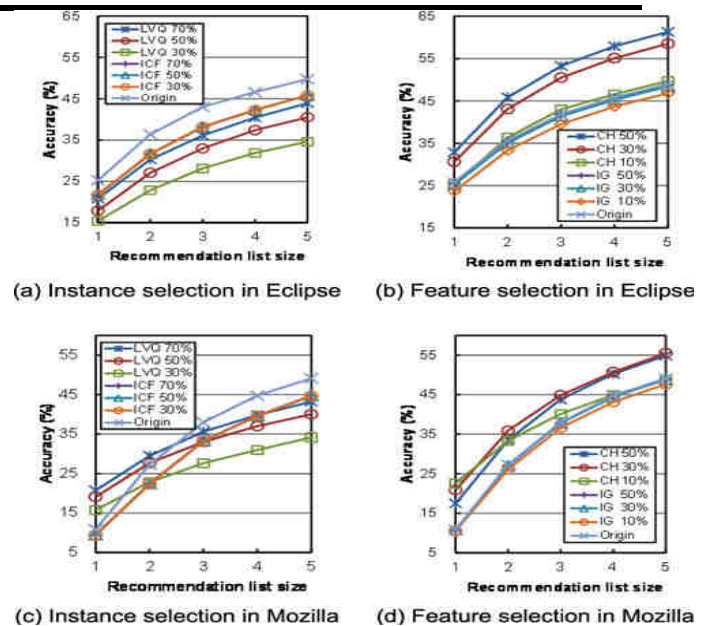 65
55
45
35
25
15
Accuracy (%)
LVQ 70%
LVQ 50%
LVQ 30%
ICF 70%
ICF 50%
ICF 30%
Origin
1 2 3 4 5
Recommendation list size
(a) Instance selection in Eclipse
65
55
45
35
25
15
Accuracy (%)
CH 50%
CH 30%
CH 10%
IG 50%
IG 30%
IG 10%
Origin
1 2 3 4 5
Recommendation list size
(b) Feature selection in Eclipse
55
45
35
25
15
5
Accuracy (%)
LVQ 70%
LVQ 50%
LVQ 30%
ICF 70%
ICF 50%
ICF 30%
Origin
1 2 3 4 5
Recommendation list size
(c) Instance selection in Mozilla
55
45
35
25
15
5
Accuracy (%)
CH 50%
CH 30%
CH 10%
IG 50%
IG 30%
IG 10%
Origin
1 2 3 4 5
Recommendation list size
(d) Feature selection in Mozilla